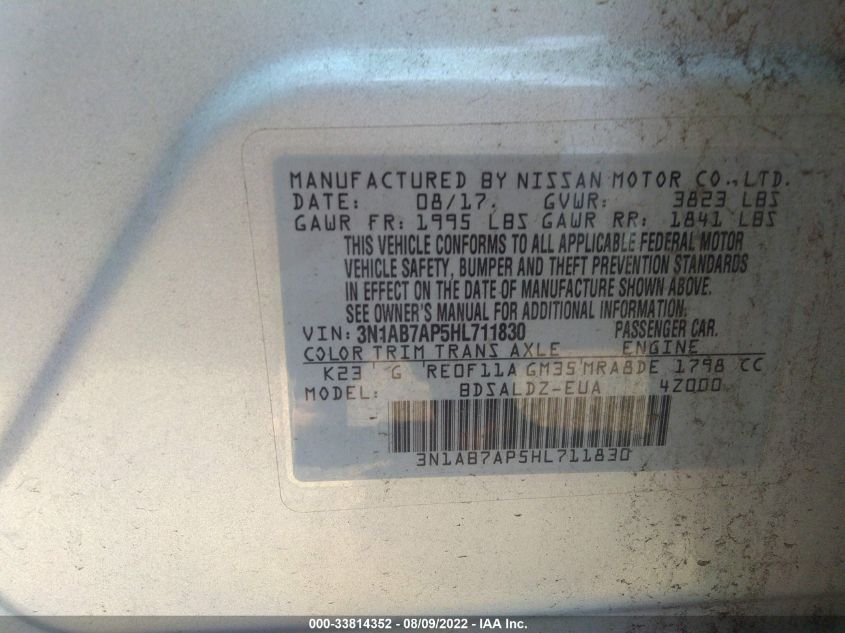 MANUFACTURED BY NISSAN MOTOR CO., LTD.
DATE: 08/17. GVWR: 3823 LBS
GAWR FR: 1995 LBS GAWR RR: 1841 LBS
THIS VEHICLE CONFORMS TO ALL APPLICABLE FEDERAL MOTOR
VEHICLE SAFETY, BUMPER AND THEFT PREVENTION STANDARDS
IN EFFECT ON THE DATE OF MANUFACTURE SHOWN ABOVE.
SEE OWNER'S MANUAL FOR ADDITIONAL INFORMATION.
VIN: 3N1AB7AP5HL711830 PASSENGER CAR.
COLOR TRIM TRANS AXLE ENGINE
K23 G RE0F11A GM35 MRA8DE 1798 CC
MODEL: BDSALDZ-EUA 4Z000
3N1AB7AP5HL711830
000-33814352 - 08/09/2022 - IAA Inc.